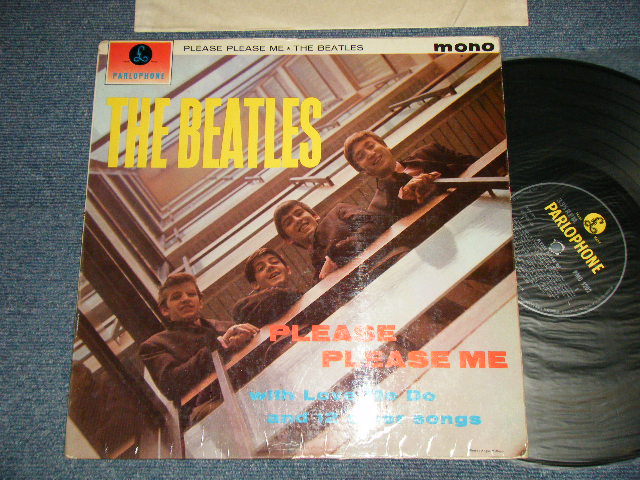 PLEASE PLEASE ME ★ THE BEATLES
mono
PARLOPHONE
THE BEATLES
PLEASE
PLEASE ME
with Love Me Do
and 12 other songs
PARLOPHONE